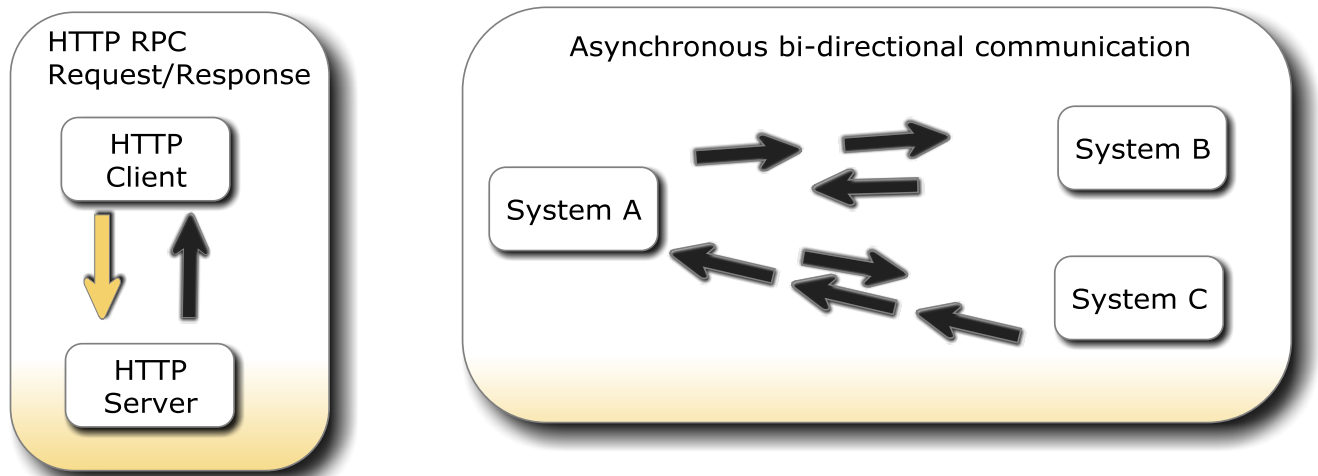 HTTP RPC
Request/Response
HTTP
Client
HTTP
Server
Asynchronous bi-directional communication
System A
System B
System C